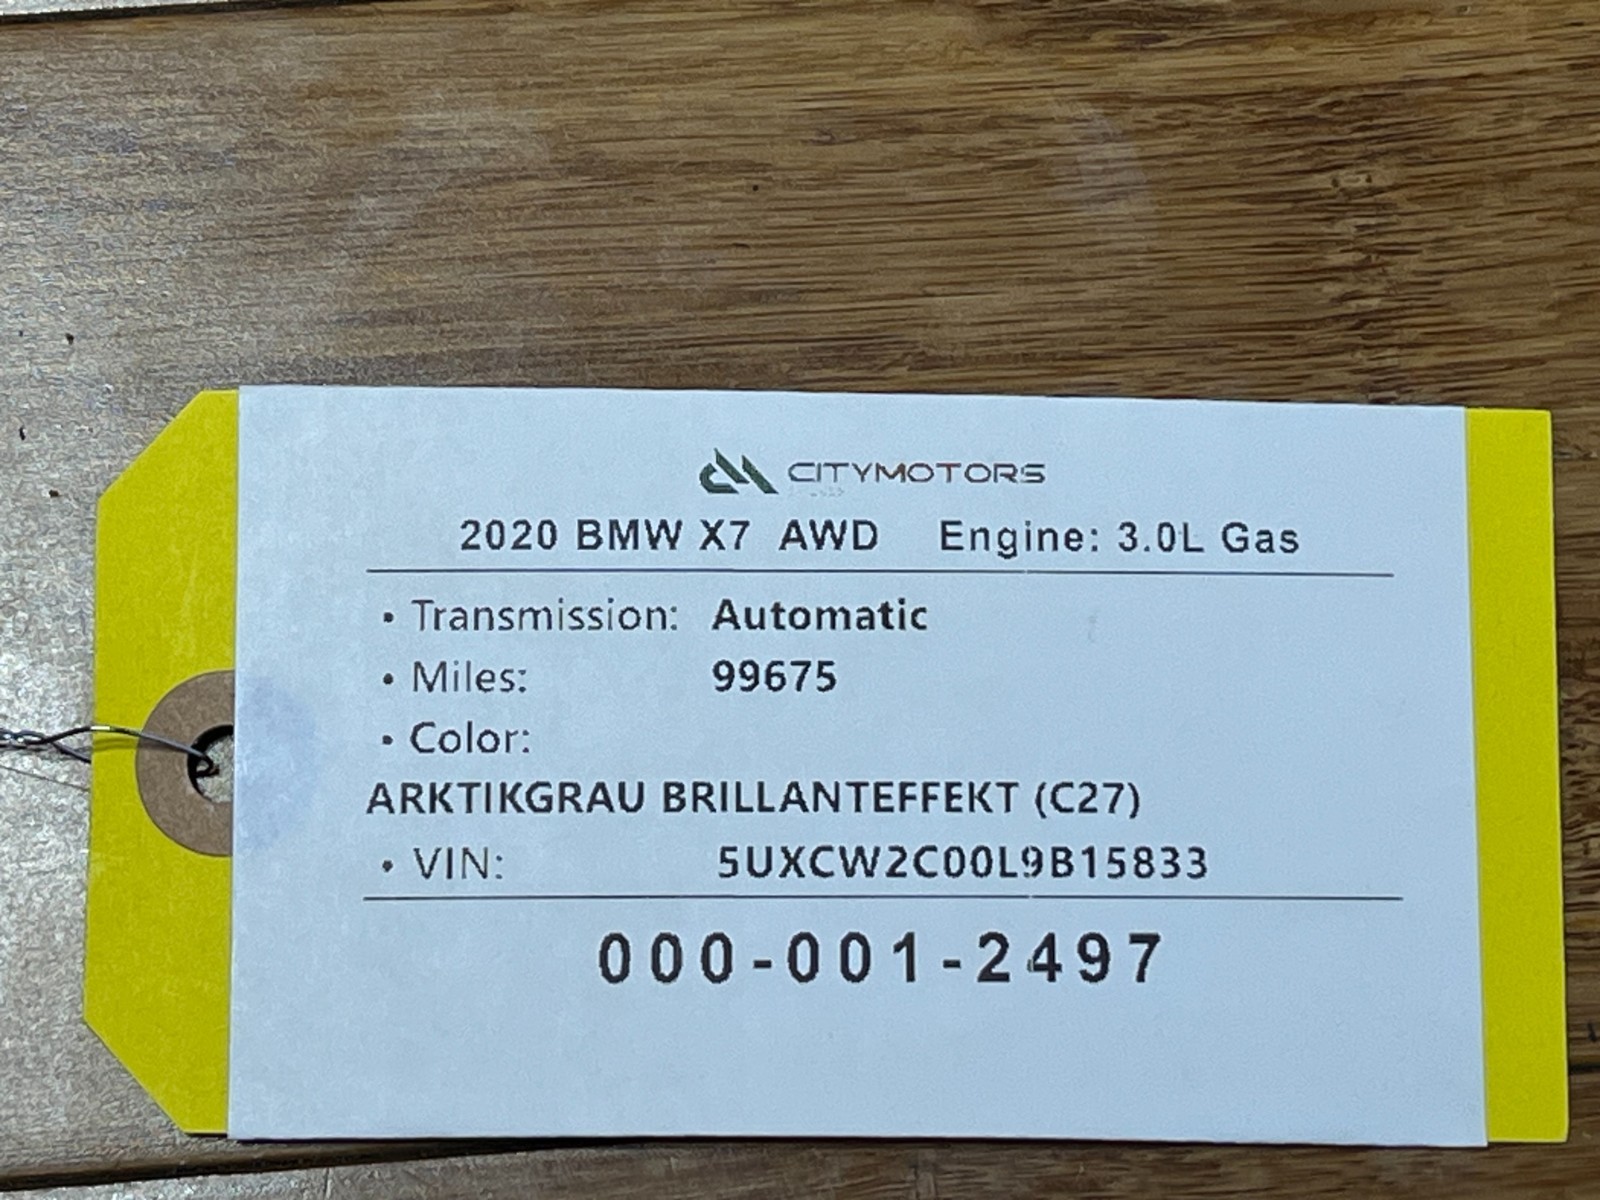 CITYMOTORS
2020 BMW X7 AWD Engine: 3.0L Gas
• Transmission: Automatic
• Miles: 99675
• Color:
ARKTIKGRAU BRILLANTEFFEKT (C27)
• VIN: 5UXCW2C00L9B15833
000-001-2497